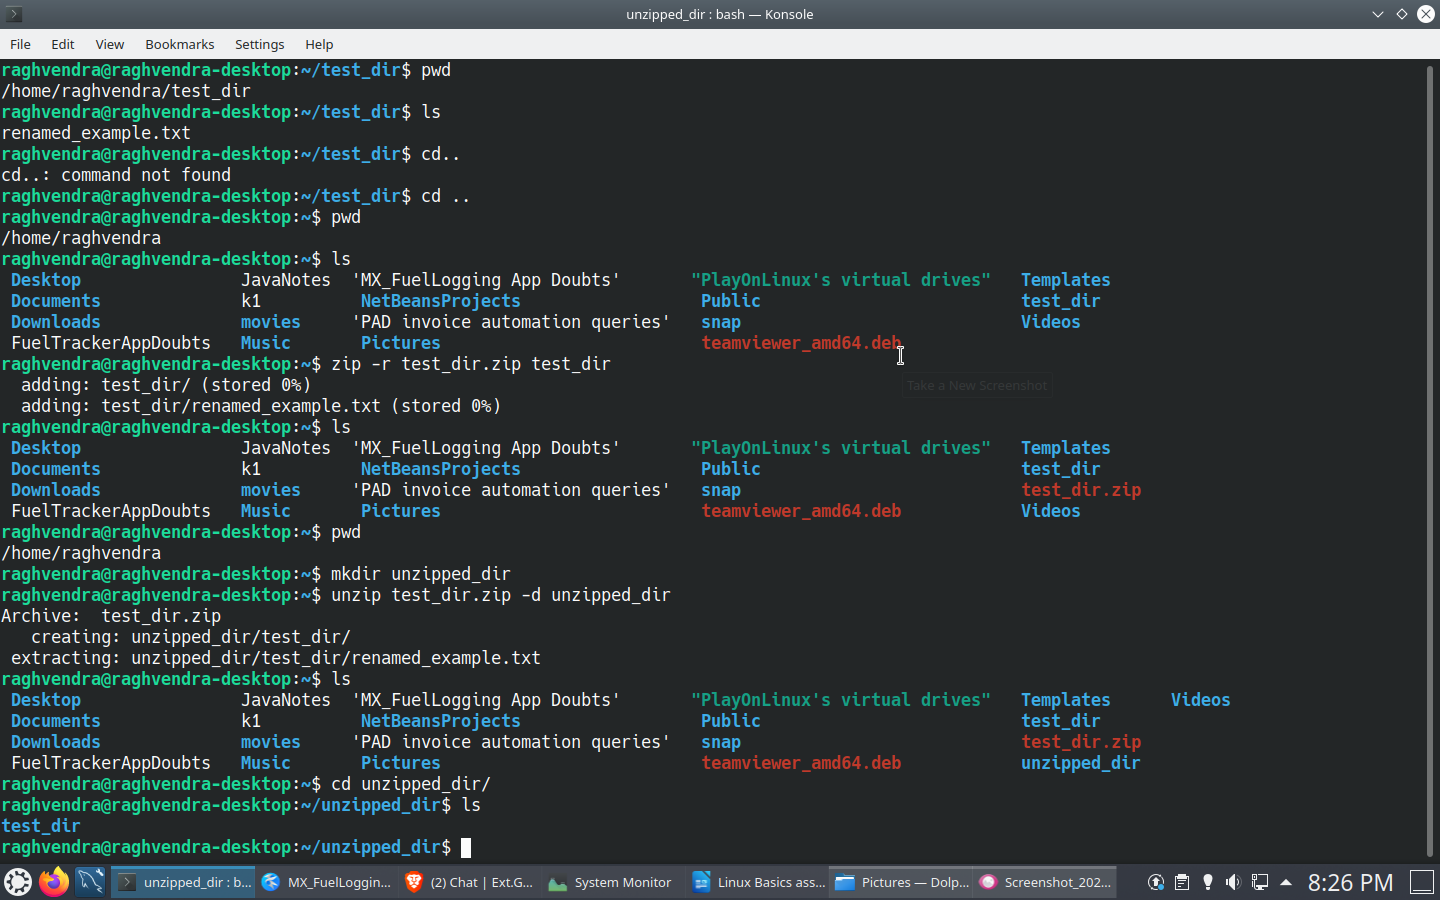 unzipped_dir : bash — Konsole
File Edit View Bookmarks Settings Help
raghvendra@raghvendra-desktop:~/test_dir$ pwd
/home/raghvendra/test_dir
raghvendra@raghvendra-desktop:~/test_dir$ ls
renamed_example.txt
raghvendra@raghvendra-desktop:~/test_dir$ cd..
cd..: command not found
raghvendra@raghvendra-desktop:~/test_dir$ cd ..
raghvendra@raghvendra-desktop:~$ pwd
/home/raghvendra
raghvendra@raghvendra-desktop:~$ ls
Desktop JavaNotes 'MX_FuelLogging App Doubts' "PlayOnLinux's virtual drives" Templates
Documents k1 NetBeansProjects Public test_dir
Downloads movies 'PAD invoice automation queries' snap Videos
FuelTrackerAppDoubts Music Pictures teamviewer_amd64.deb
raghvendra@raghvendra-desktop:~$ zip -r test_dir.zip test_dir
adding: test_dir/ (stored 0%)
Take a New Screenshot
adding: test_dir/renamed_example.txt (stored 0%)
raghvendra@raghvendra-desktop:~$ ls
Desktop JavaNotes 'MX_FuelLogging App Doubts' "PlayOnLinux's virtual drives" Templates
Documents k1 NetBeansProjects Public test_dir
Downloads movies 'PAD invoice automation queries' snap test_dir.zip
FuelTrackerAppDoubts Music Pictures teamviewer_amd64.deb Videos
raghvendra@raghvendra-desktop:~$ pwd
/home/raghvendra
raghvendra@raghvendra-desktop:~$ mkdir unzipped_dir
raghvendra@raghvendra-desktop:~$ unzip test_dir.zip -d unzipped_dir
Archive:  test_dir.zip
creating: unzipped_dir/test_dir/
extracting: unzipped_dir/test_dir/renamed_example.txt
raghvendra@raghvendra-desktop:~$ ls
Desktop JavaNotes 'MX_FuelLogging App Doubts' "PlayOnLinux's virtual drives" Templates Videos
Documents k1 NetBeansProjects Public test_dir
Downloads movies 'PAD invoice automation queries' snap test_dir.zip
FuelTrackerAppDoubts Music Pictures teamviewer_amd64.deb unzipped_dir
raghvendra@raghvendra-desktop:~$ cd unzipped_dir/
raghvendra@raghvendra-desktop:~/unzipped_dir$ ls
test_dir
raghvendra@raghvendra-desktop:~/unzipped_dir$
unzipped_dir : b... MX_FuelLoggin... (2) Chat | Ext.G... System Monitor Linux Basics ass... Pictures — Dolp... Screenshot_202... 8:26 PM